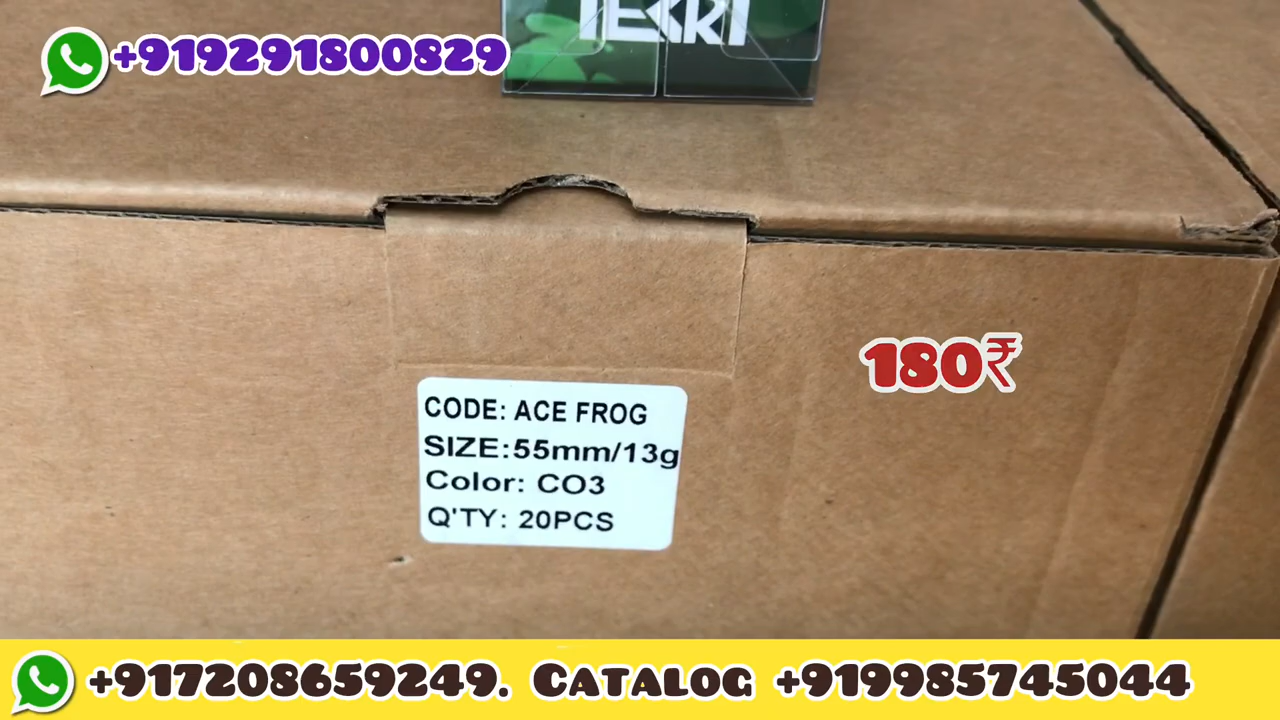 +919291800829
180₹
CODE: ACE FROG
SIZE:55mm/13g
Color: CO3
Q'TY: 20PCS
+917208659249. CATALOG +919985745044